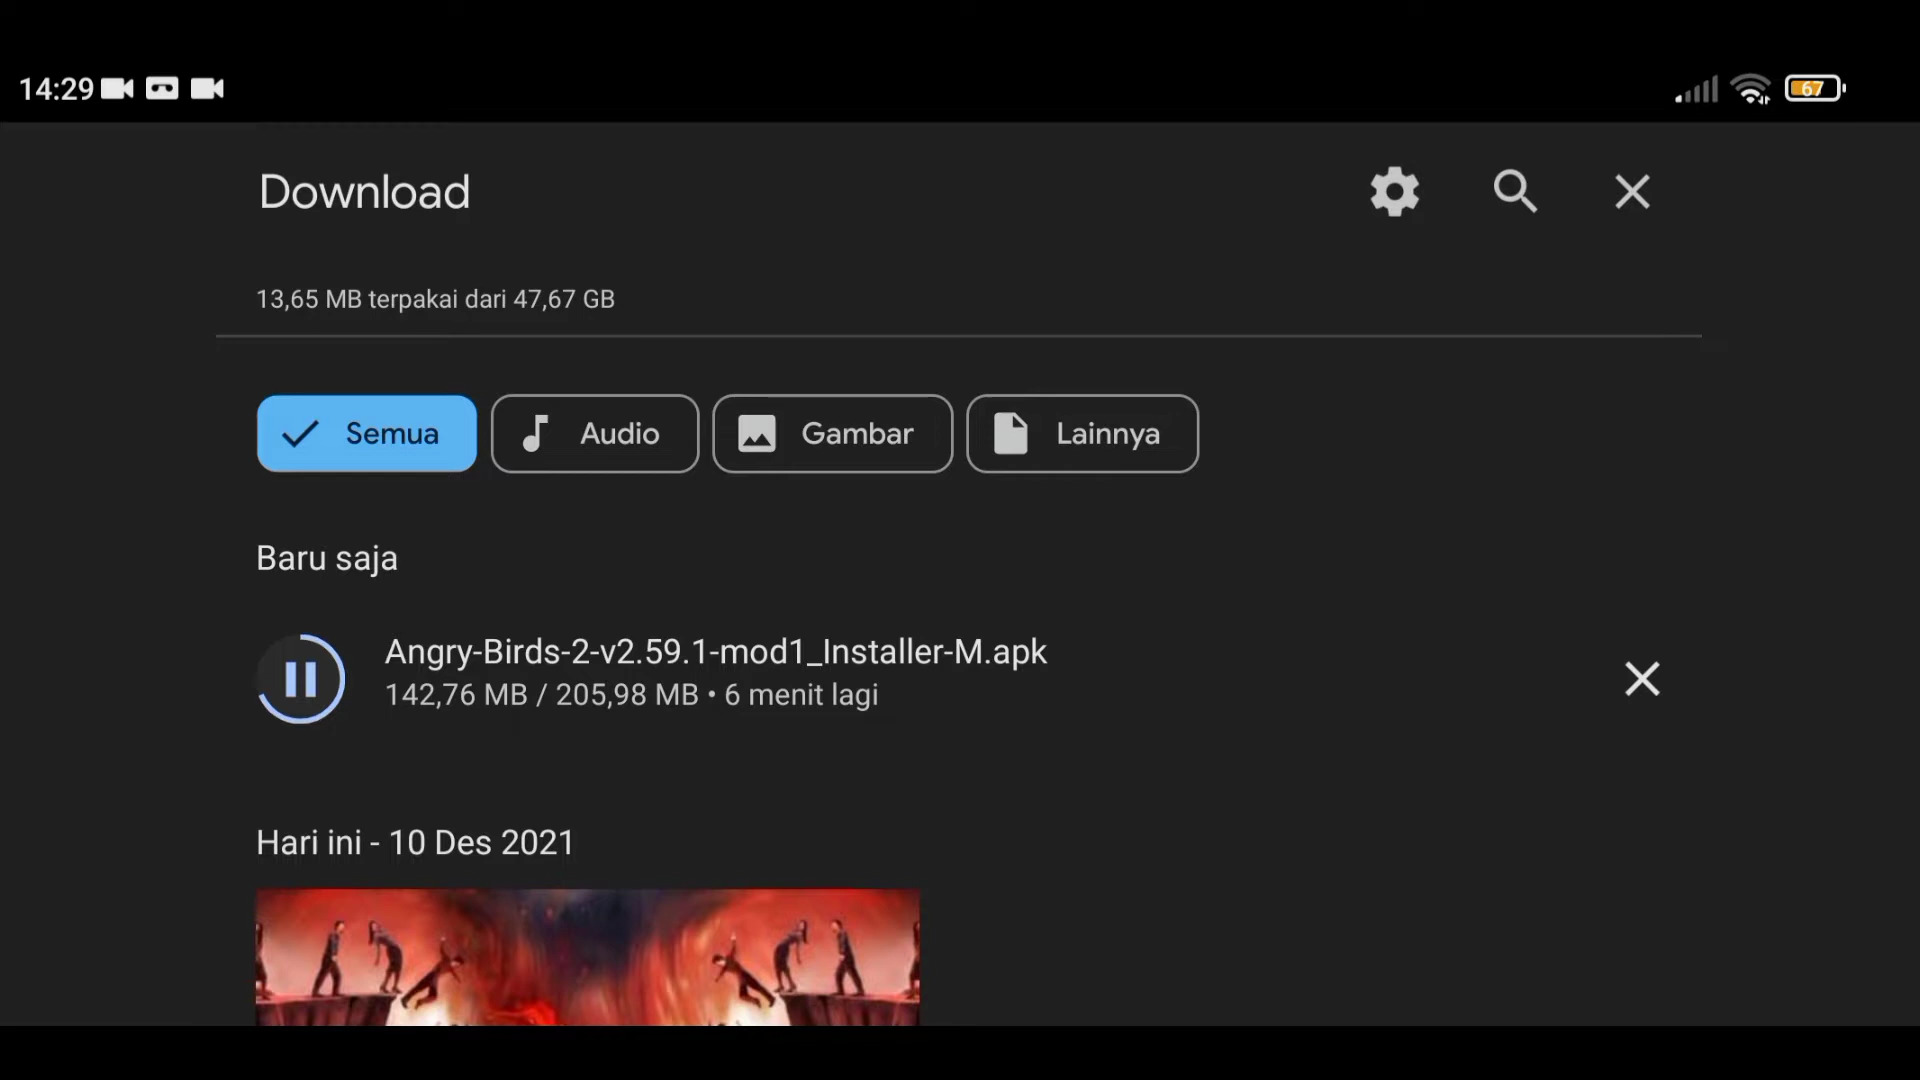 14:29
67
Download
13,65 MB terpakai dari 47,67 GB
Semua
Audio
Gambar
Lainnya
Baru saja
Angry-Birds-2-v2.59.1-mod1_Installer-M.apk
142,76 MB / 205,98 MB • 6 menit lagi
Hari ini - 10 Des 2021